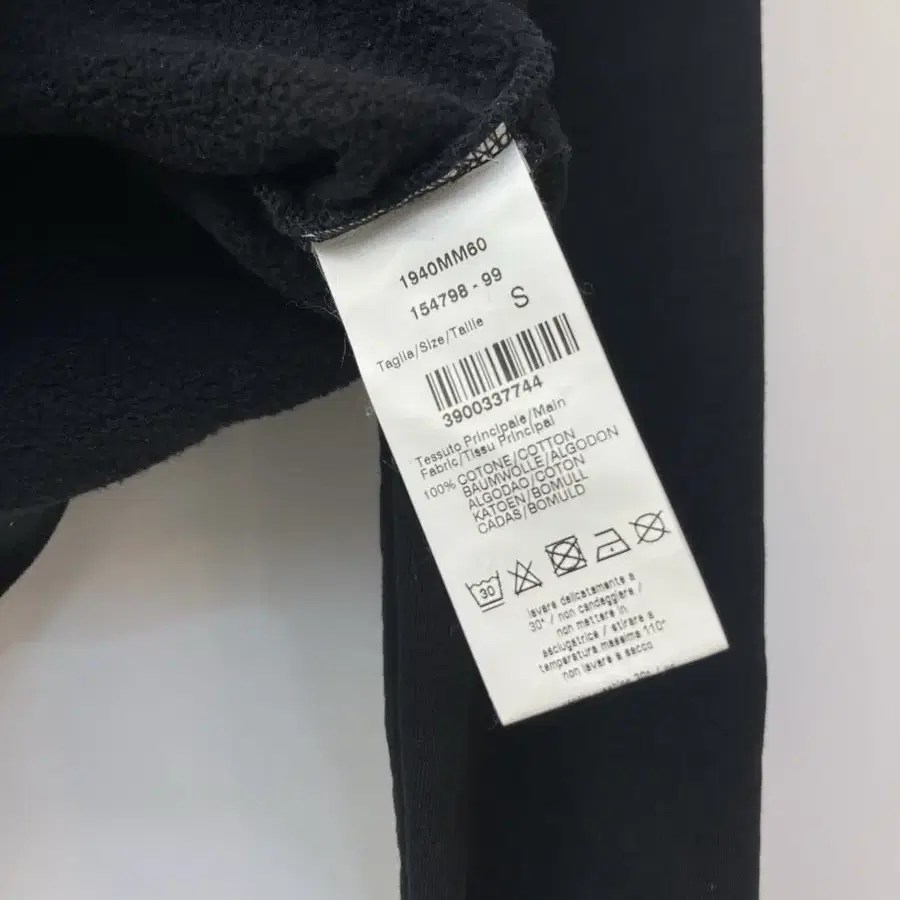 1940MM60
154798 - 99
Taglia/Size/Taille S
3900337744
Tessuto Principale/Main
Fabric/Tissu Principal
100% COTONE/COTTON
BAUMWOLLE/ALGODON
ALGODAO/COTON
KATOEN/BOMULL
CADAS/BOMULD
30
lavare delicatamente a
30° / non candeggiare /
non mettere in
asciugatrice / stirare a
temperatura massima 110°
non lavare a secco